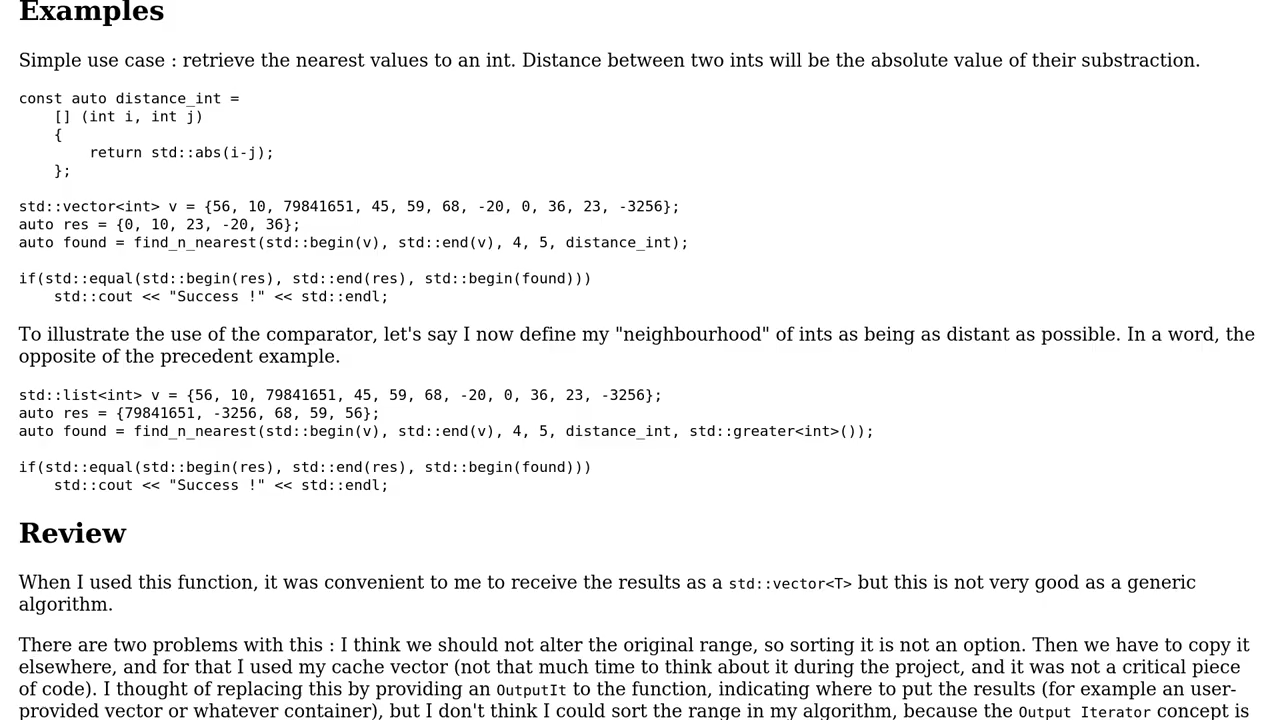 Examples
Simple use case : retrieve the nearest values to an int. Distance between two ints will be the absolute value of their substraction.
const auto distance_int =
    [] (int i, int j)
    {
        return std::abs(i-j);
    };
std::vector<int> v = {56, 10, 79841651, 45, 59, 68, -20, 0, 36, 23, -3256};
auto res = {0, 10, 23, -20, 36};
auto found = find_n_nearest(std::begin(v), std::end(v), 4, 5, distance_int);
if(std::equal(std::begin(res), std::end(res), std::begin(found)))
    std::cout << "Success !" << std::endl;
To illustrate the use of the comparator, let's say I now define my "neighbourhood" of ints as being as distant as possible. In a word, the
opposite of the precedent example.
std::list<int> v = {56, 10, 79841651, 45, 59, 68, -20, 0, 36, 23, -3256};
auto res = {79841651, -3256, 68, 59, 56};
auto found = find_n_nearest(std::begin(v), std::end(v), 4, 5, distance_int, std::greater<int>());
if(std::equal(std::begin(res), std::end(res), std::begin(found)))
    std::cout << "Success !" << std::endl;
Review
When I used this function, it was convenient to me to receive the results as a std::vector<T> but this is not very good as a generic
algorithm.
There are two problems with this : I think we should not alter the original range, so sorting it is not an option. Then we have to copy it
elsewhere, and for that I used my cache vector (not that much time to think about it during the project, and it was not a critical piece
of code). I thought of replacing this by providing an OutputIt to the function, indicating where to put the results (for example an user-
provided vector or whatever container), but I don't think I could sort the range in my algorithm, because the Output Iterator concept is